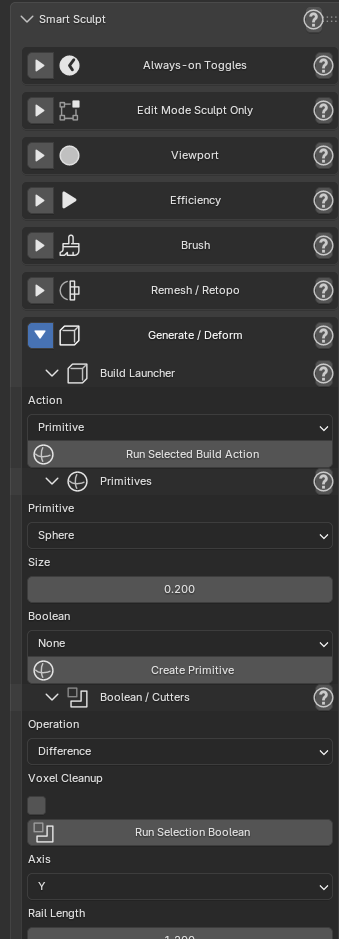 Smart Sculpt
Always-on Toggles
Edit Mode Sculpt Only
Viewport
Efficiency
Brush
Remesh / Retopo
Generate / Deform
Build Launcher
Action
Primitive
Run Selected Build Action
Primitives
Primitive
Sphere
Size
0.200
Boolean
None
Create Primitive
Boolean / Cutters
Operation
Difference
Voxel Cleanup
Run Selection Boolean
Axis
Y
Rail Length